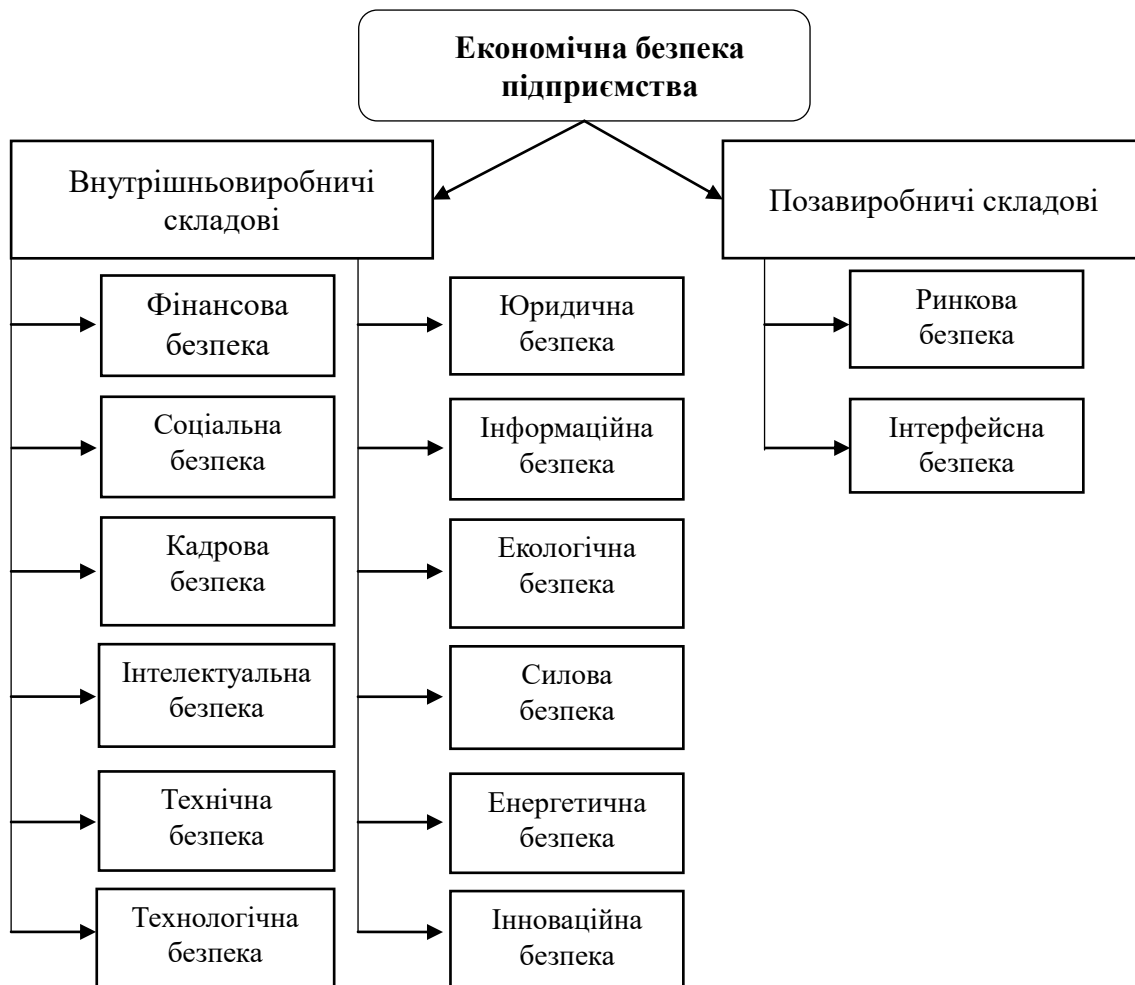 Економічна безпека
підприємства
Внутрішньовиробничі
складові
Позавиробничі складові
Фінансова
безпека
Соціальна
безпека
Кадрова
безпека
Інтелектуальна
безпека
Технічна
безпека
Технологічна
безпека
Юридична
безпека
Інформаційна
безпека
Екологічна
безпека
Силова
безпека
Енергетична
безпека
Інноваційна
безпека
Ринкова
безпека
Інтерфейсна
безпека